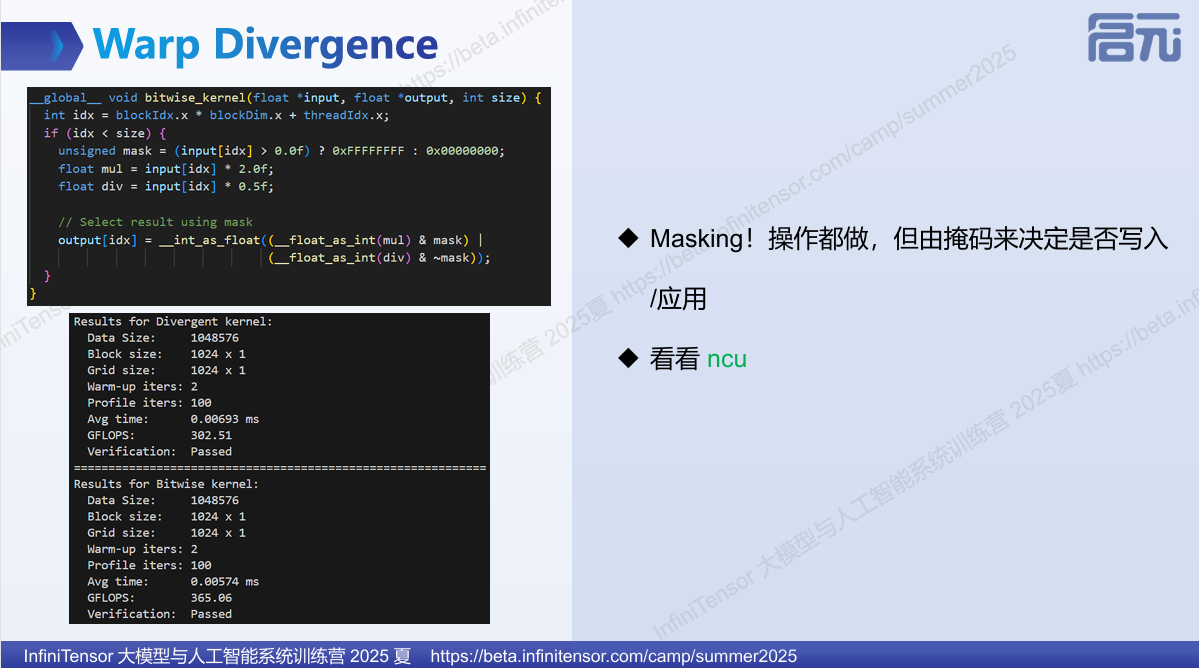 Warp Divergence
启元
__global__ void bitwise_kernel(float *input, float *output, int size) {
int idx = blockIdx.x * blockDim.x + threadIdx.x;
if (idx < size) {
unsigned mask = (input[idx] > 0.0f) ? 0xFFFFFFFF : 0x00000000;
float mul = input[idx] * 2.0f;
float div = input[idx] * 0.5f;
// Select result using mask
output[idx] = __int_as_float((__float_as_int(mul) & mask) |
(__float_as_int(div) & ~mask));
}
}
Results for Divergent kernel:
Data Size: 1048576
Block size: 1024 x 1
Grid size: 1024 x 1
Warm-up iters: 2
Profile iters: 100
Avg time: 0.00693 ms
GFLOPS: 302.51
Verification: Passed
==============================================================
Results for Bitwise kernel:
Data Size: 1048576
Block size: 1024 x 1
Grid size: 1024 x 1
Warm-up iters: 2
Profile iters: 100
Avg time: 0.00574 ms
GFLOPS: 365.06
Verification: Passed
◆ Masking！操作都做，但由掩码来决定是否写入
/应用
◆ 看看 ncu
InfiniTensor 大模型与人工智能系统训练营 2025夏 https://beta.infinitensor.com/camp/summer2025
InfiniTensor 大模型与人工智能系统训练营 2025 夏 https://beta.infinitensor.com/camp/summer2025